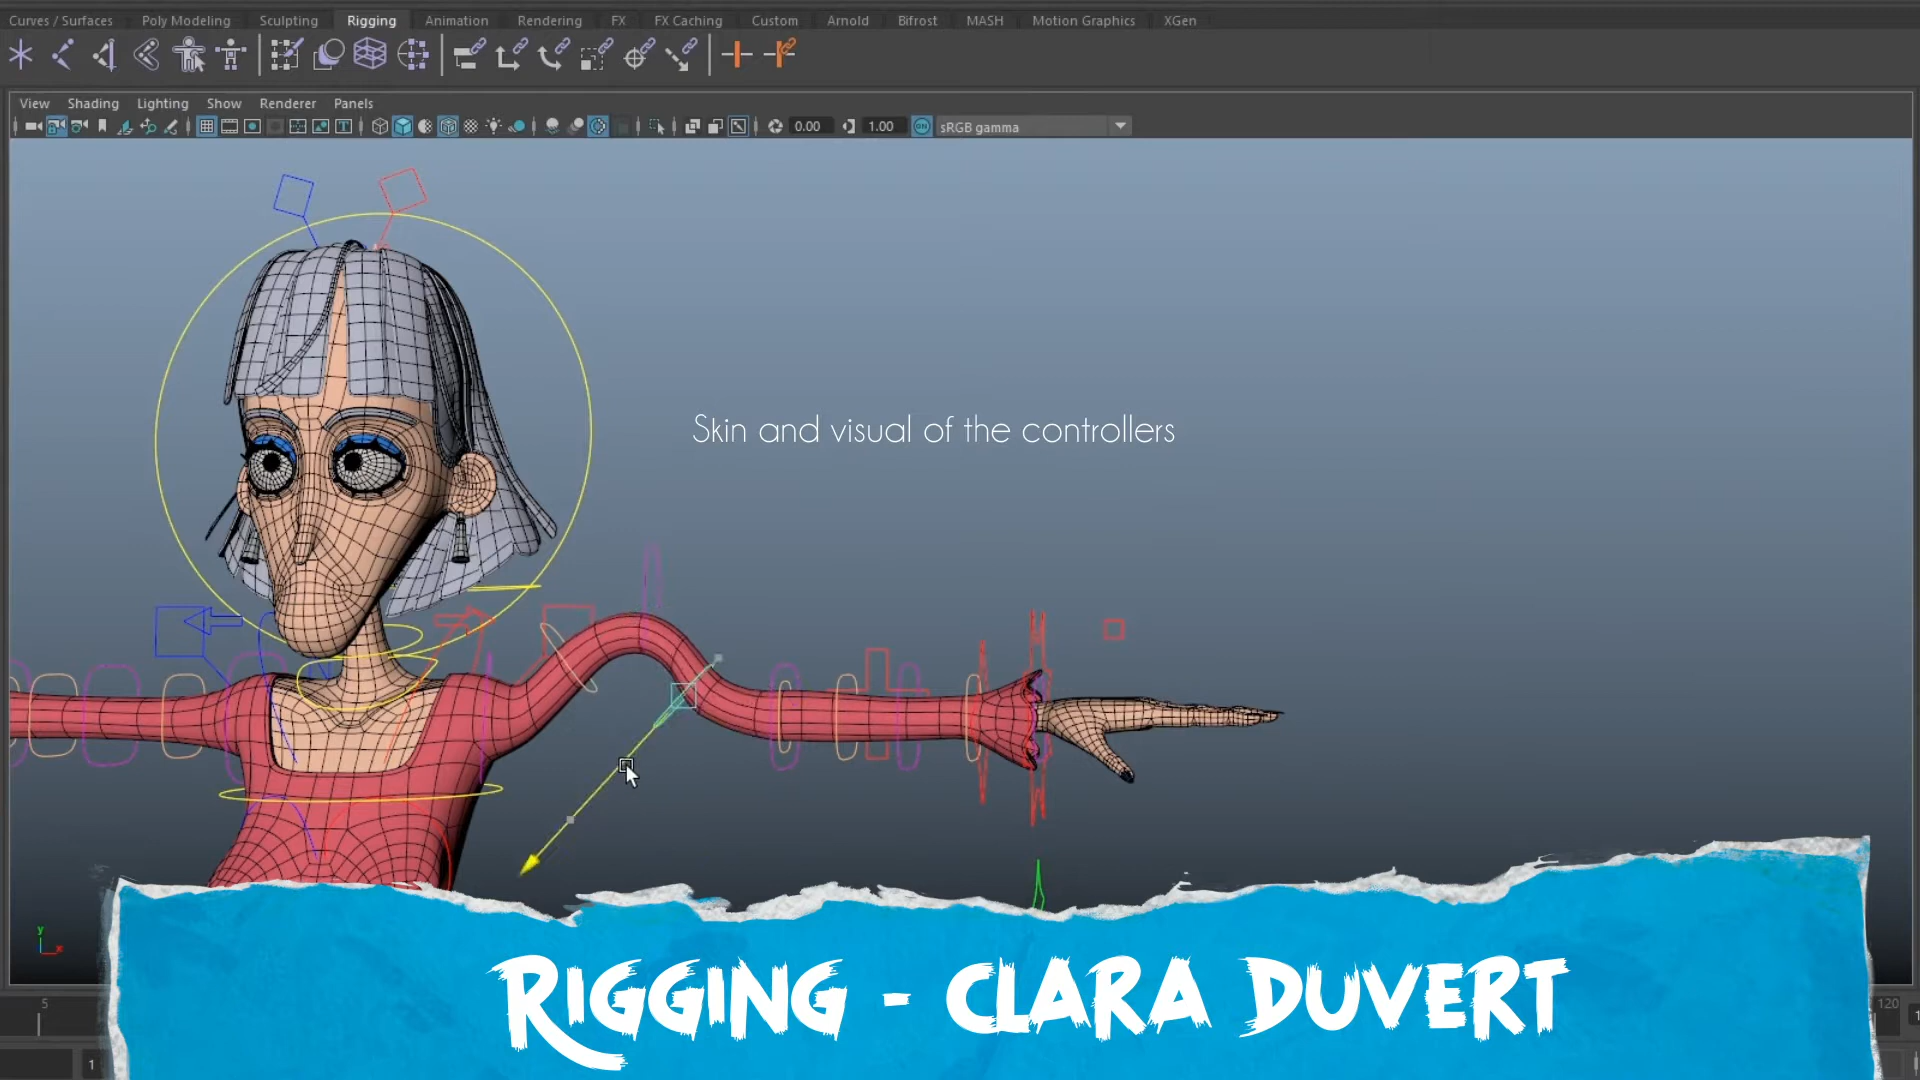 Curves / Surfaces Poly Modeling Sculpting Rigging Animation Rendering FX FX Caching Custom Arnold Bifrost MASH Motion Graphics XGen
View Shading Lighting Show Renderer Panels
0.00 1.00 ON sRGB gamma
Skin and visual of the controllers
y
x
5
120
1
RIGGING - CLARA DUVERT